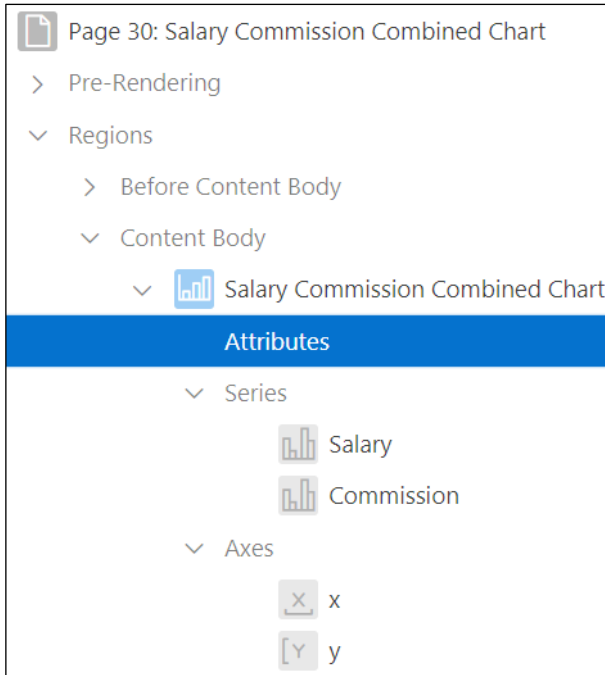 Page 30: Salary Commission Combined Chart
Pre-Rendering
Regions
Before Content Body
Content Body
Salary Commission Combined Chart
Attributes
Series
Salary
Commission
Axes
X x
Y y